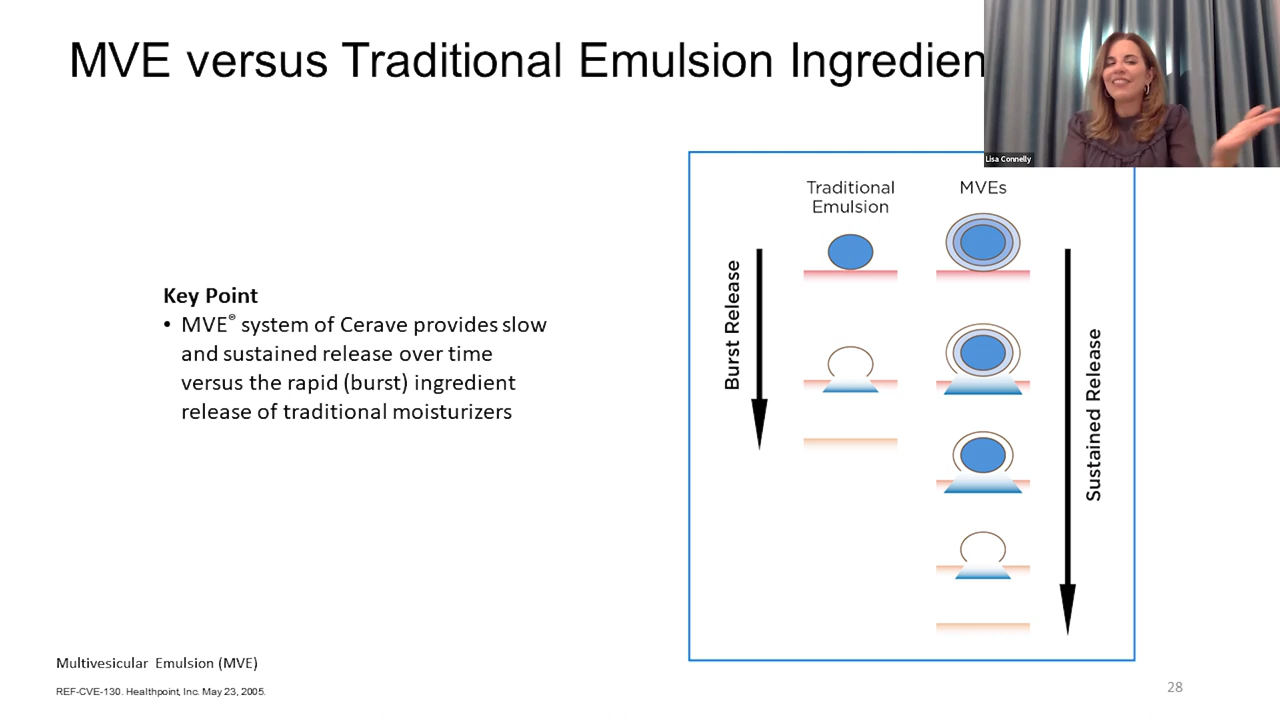 MVE versus Traditional Emulsion
Lisa Connelly
Traditional
Emulsion
MVEs
Burst Release
Sustained Release
Key Point
• MVE® system of Cerave provides slow
and sustained release over time
versus the rapid (burst) ingredient
release of traditional moisturizers
Multivesicular Emulsion (MVE)
REF-CVE-130. Healthpoint, Inc. May 23, 2005.
28